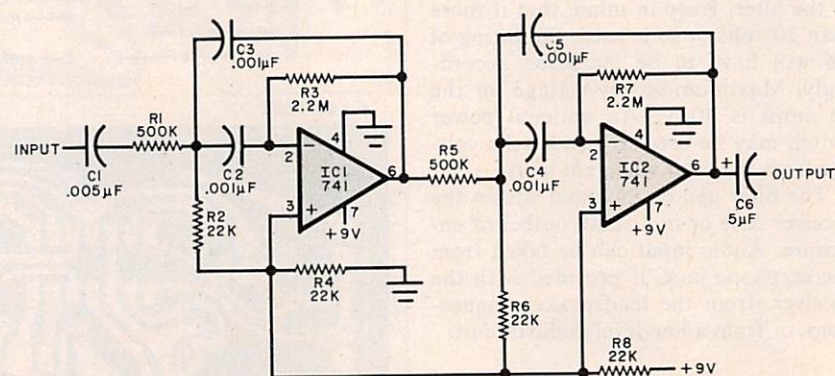 C3
.001µF
R3
2.2M
R1
500K
INPUT
C1
.005µF
C2
.001µF
2
3
4
6
7
IC1
741
+9V
R2
22K
R4
22K
R5
500K
C5
.001µF
R7
2.2M
C4
.001µF
2
3
4
6
7
IC2
741
+9V
+
OUTPUT
C6
5µF
R6
22K
R8
22K
+9V